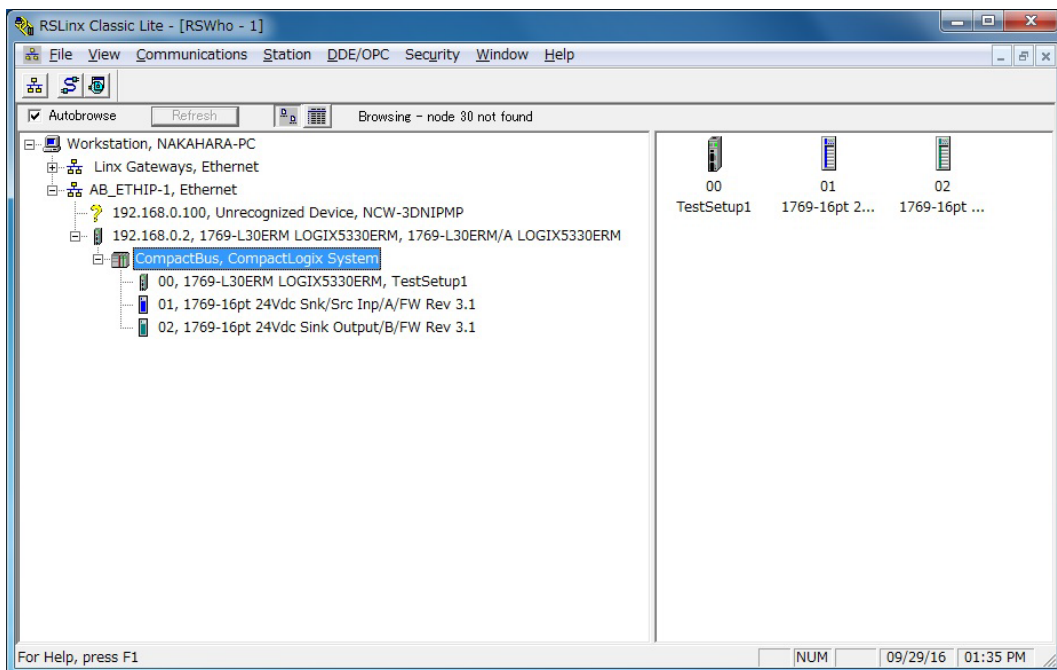 RSLinx Classic Lite - [RSWho - 1]
File View Communications Station DDE/OPC Security Window Help
Autobrowse Refresh Browsing - node 30 not found
Workstation, NAKAHARA-PC
Linx Gateways, Ethernet
AB_ETHIP-1, Ethernet
192.168.0.100, Unrecognized Device, NCW-3DNIPMP
192.168.0.2, 1769-L30ERM LOGIX5330ERM, 1769-L30ERM/A LOGIX5330ERM
CompactBus, CompactLogix System
00, 1769-L30ERM LOGIX5330ERM, TestSetup1
01, 1769-16pt 24Vdc Snk/Src Inp/A/FW Rev 3.1
02, 1769-16pt 24Vdc Sink Output/B/FW Rev 3.1
00 01 02
TestSetup1 1769-16pt 2... 1769-16pt ...
For Help, press F1 NUM 09/29/16 01:35 PM